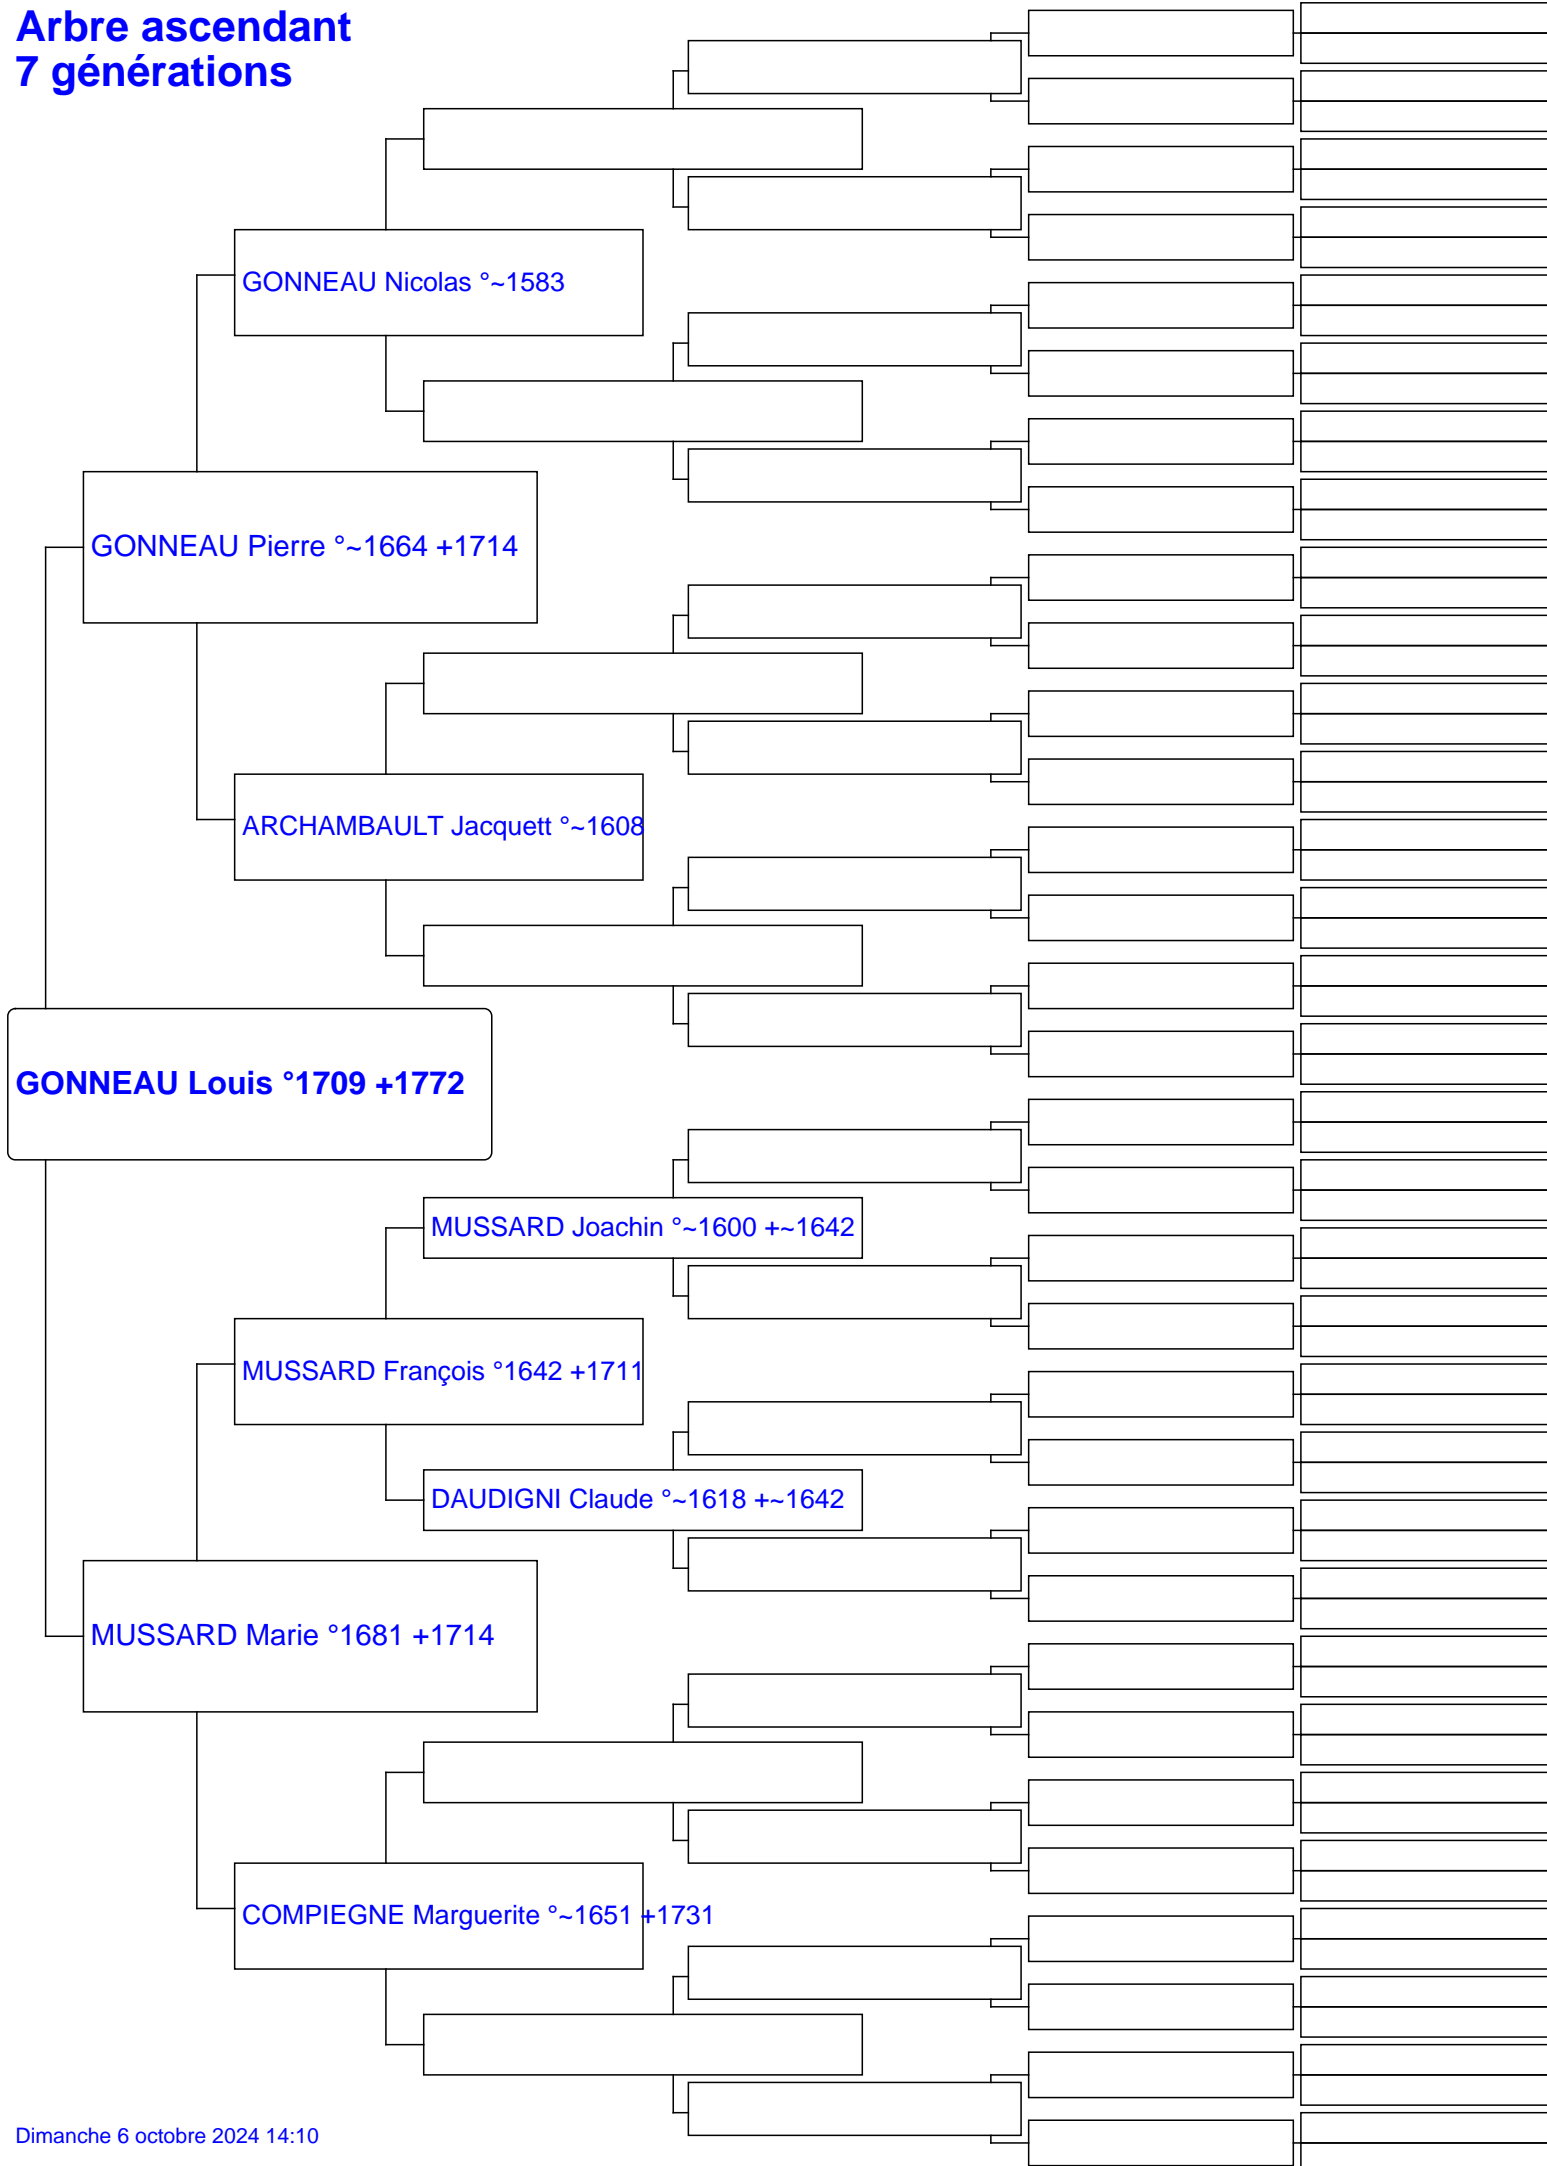 Arbre ascendant
7 générations
GONNEAU Nicolas °~1583
GONNEAU Pierre °~1664 +1714
ARCHAMBAULT Jacquett °~1608
GONNEAU Louis °1709 +1772
MUSSARD Joachin °~1600 +~1642
MUSSARD François °1642 +1711
DAUDIGNI Claude °~1618 +~1642
MUSSARD Marie °1681 +1714
COMPIEGNE Marguerite °~1651 +1731
Dimanche 6 octobre 2024 14:10